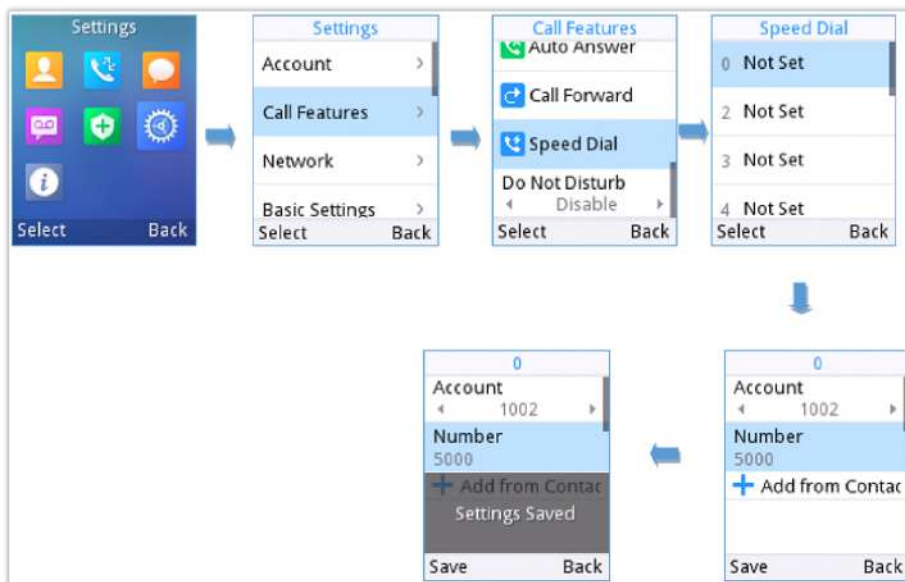 Settings
Select Back
Settings
Account
Call Features
Network
Basic Settings
Select Back
Call Features
Auto Answer
Call Forward
Speed Dial
Do Not Disturb
Disable
Select Back
Speed Dial
0 Not Set
2 Not Set
3 Not Set
4 Not Set
Select Back
0
Account
1002
Number
5000
Add from Contac
Settings Saved
Save Back
0
Account
1002
Number
5000
Add from Contac
Save Back